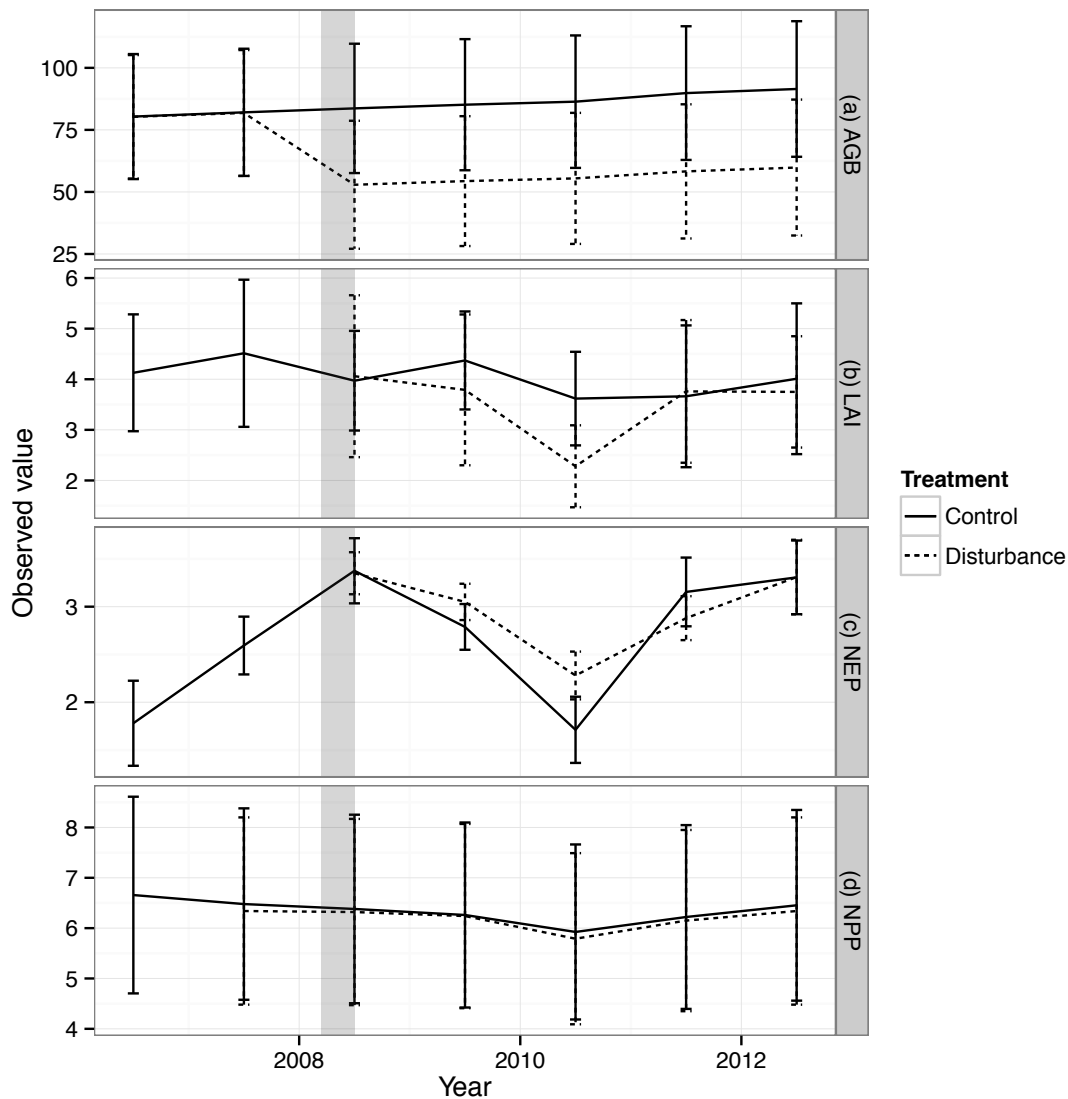 100
75
50
25
(a) AGB
6
5
4
3
2
(b) LAI
3
2
(c) NEP
8
7
6
5
4
(d) NPP
2008
2010
2012
Year
Observed value
Treatment
Control
Disturbance